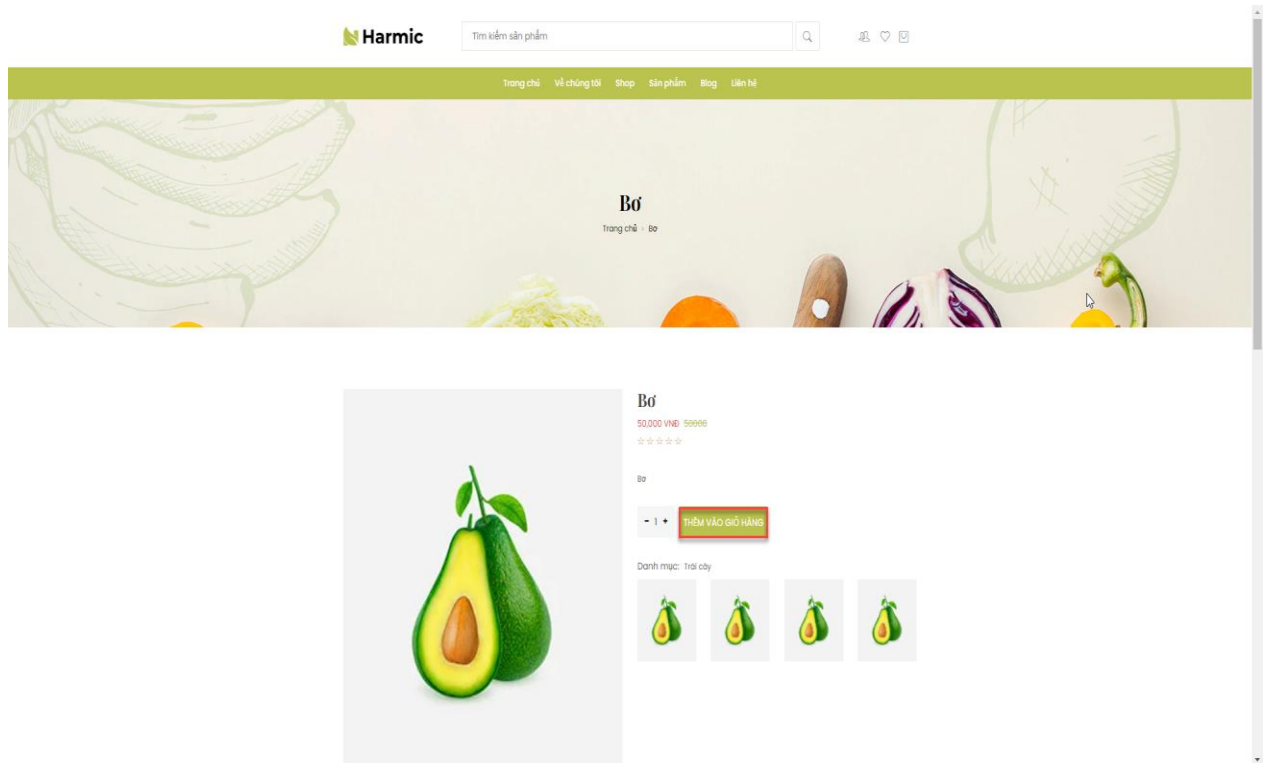 Harmic
Tìm kiếm sản phẩm
Trang chủ Về chúng tôi Shop Sản phẩm Blog Liên hệ
Bơ
Trang chủ › Bơ
Bơ
50,000 VNĐ 50000
Bơ
- 1 + THÊM VÀO GIỎ HÀNG
Danh mục: Trái cây